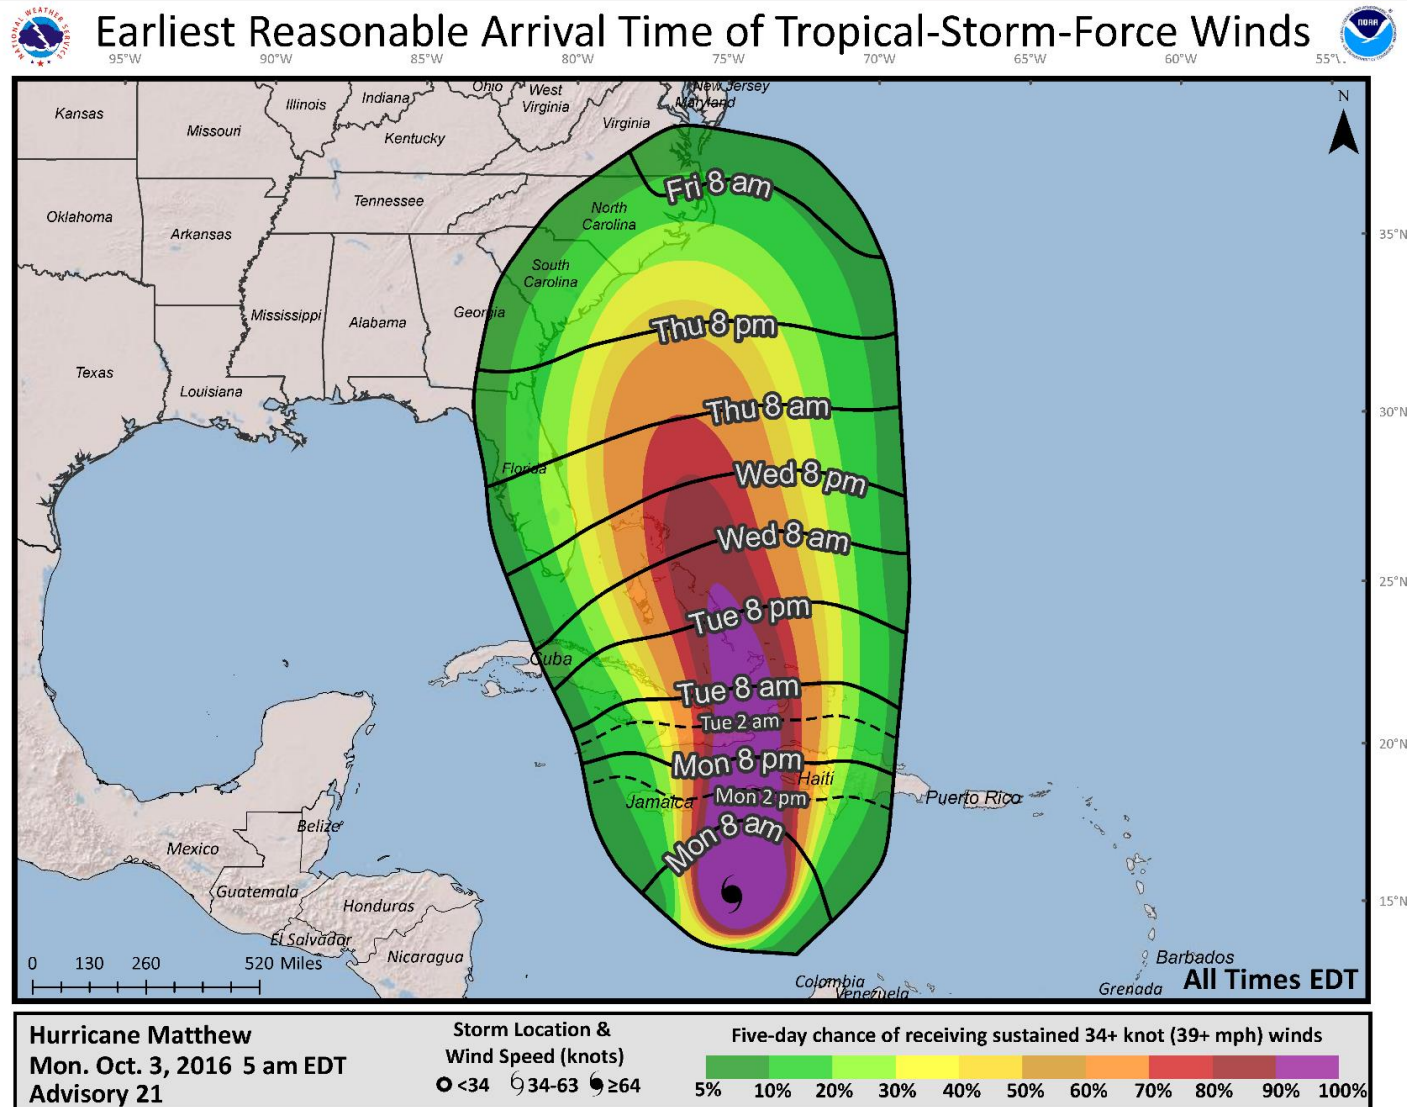 Earliest Reasonable Arrival Time of Tropical-Storm-Force Winds
NATIONAL WEATHER SERVICE
NOAA
95°W 90°W 85°W 80°W 75°W 70°W 65°W 60°W
N
Kansas
Missouri
Illinois
Indiana
Ohio
West
Virginia
Kentucky
Virginia
New Jersey
Maryland
Oklahoma
Arkansas
Tennessee
North
Carolina
South
Carolina
Mississippi
Alabama
Georgia
Texas
Louisiana
Florida
Fri 8 am
Thu 8 pm
Thu 8 am
Wed 8 pm
Wed 8 am
Tue 8 pm
Tue 8 am
Tue 2 am
Mon 8 pm
Mon 2 pm
Mon 8 am
Cuba
Haiti
Jamaica
Puerto Rico
Mexico
Belize
Guatemala
Honduras
El Salvador
Nicaragua
Colombia
Venezuela
Barbados
Grenada
35°N
30°N
25°N
20°N
15°N
0 130 260 520 Miles
All Times EDT
Hurricane Matthew
Mon. Oct. 3, 2016 5 am EDT
Advisory 21
Storm Location &
Wind Speed (knots)
<34 34-63 ≥64
Five-day chance of receiving sustained 34+ knot (39+ mph) winds
5% 10% 20% 30% 40% 50% 60% 70% 80% 90% 100%